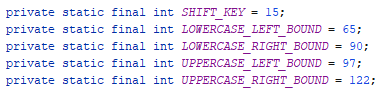 private static final int SHIFT_KEY = 15;
private static final int LOWERCASE_LEFT_BOUND = 65;
private static final int LOWERCASE_RIGHT_BOUND = 90;
private static final int UPPERCASE_LEFT_BOUND = 97;
private static final int UPPERCASE_RIGHT_BOUND = 122;